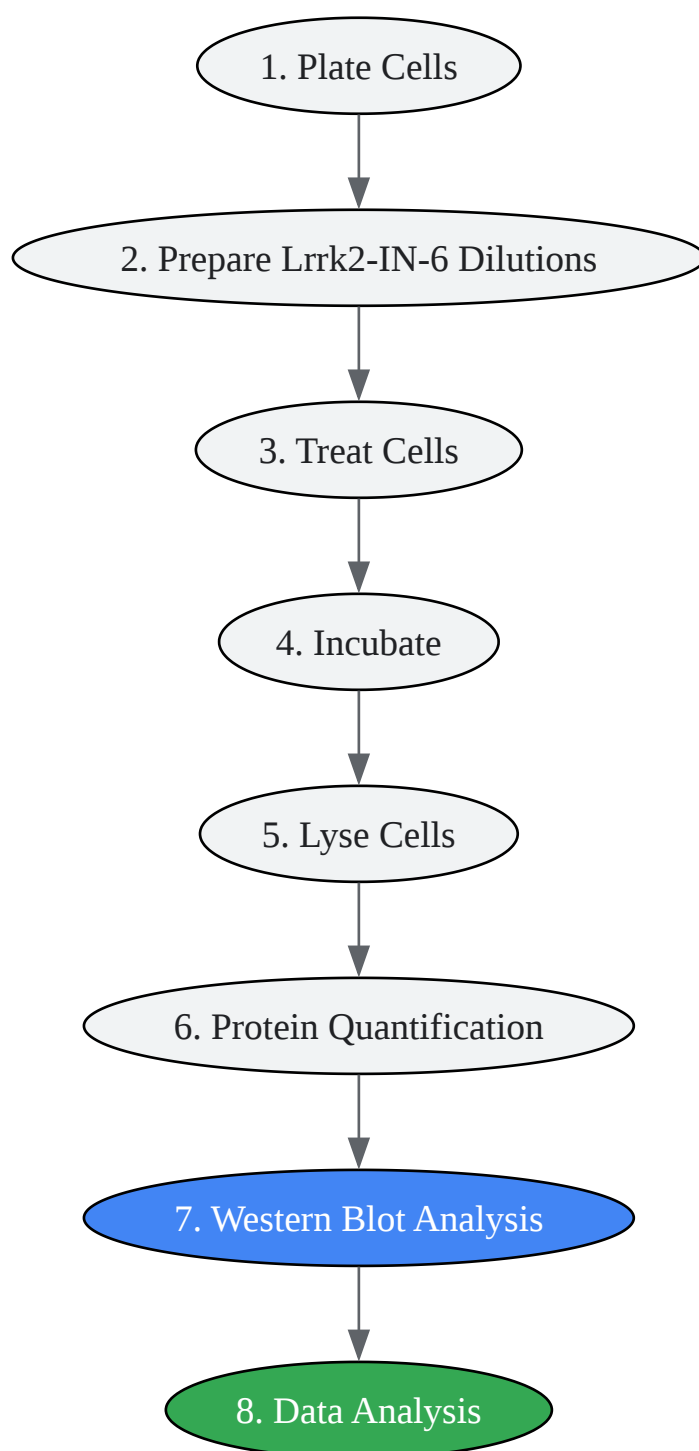 1. Plate Cells
2. Prepare Lrrk2-IN-6 Dilutions
3. Treat Cells
4. Incubate
5. Lyse Cells
6. Protein Quantification
7. Western Blot Analysis
8. Data Analysis